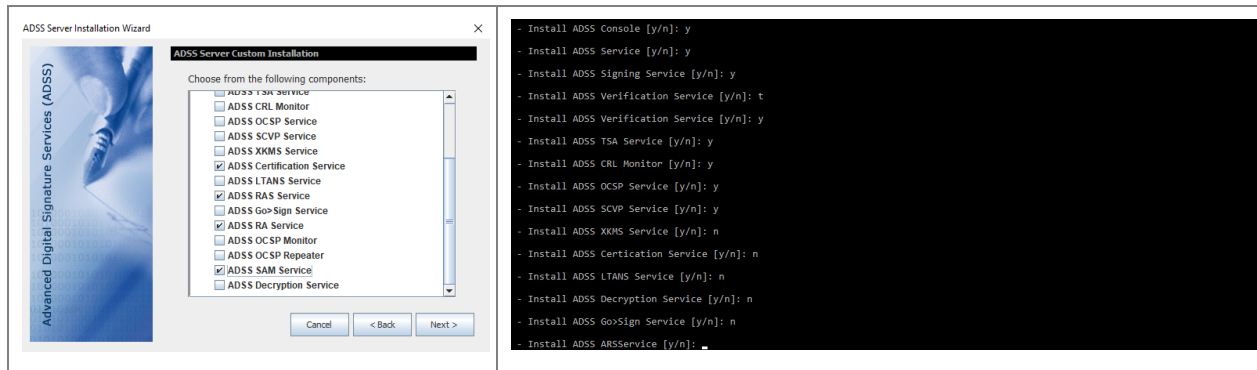 ADSS Server Installation Wizard
Advanced Digital Signature Services (ADSS)
ADSS Server Custom Installation
Choose from the following components:
ADSS TSA Service
ADSS CRL Monitor
ADSS OCSP Service
ADSS SCVP Service
ADSS XKMS Service
ADSS Certification Service
ADSS LTANS Service
ADSS RAS Service
ADSS Go>Sign Service
ADSS RA Service
ADSS OCSP Monitor
ADSS OCSP Repeater
ADSS SAM Service
ADSS Decryption Service
Cancel
< Back
Next >
- Install ADSS Console [y/n]: y
- Install ADSS Service [y/n]: y
- Install ADSS Signing Service [y/n]: y
- Install ADSS Verification Service [y/n]: t
- Install ADSS Verification Service [y/n]: y
- Install ADSS TSA Service [y/n]: y
- Install ADSS CRL Monitor [y/n]: y
- Install ADSS OCSP Service [y/n]: y
- Install ADSS SCVP Service [y/n]: y
- Install ADSS XKMS Service [y/n]: n
- Install ADSS Certication Service [y/n]: n
- Install ADSS LTANS Service [y/n]: n
- Install ADSS Decryption Service [y/n]: n
- Install ADSS Go>Sign Service [y/n]: n
- Install ADSS ARSService [y/n]: